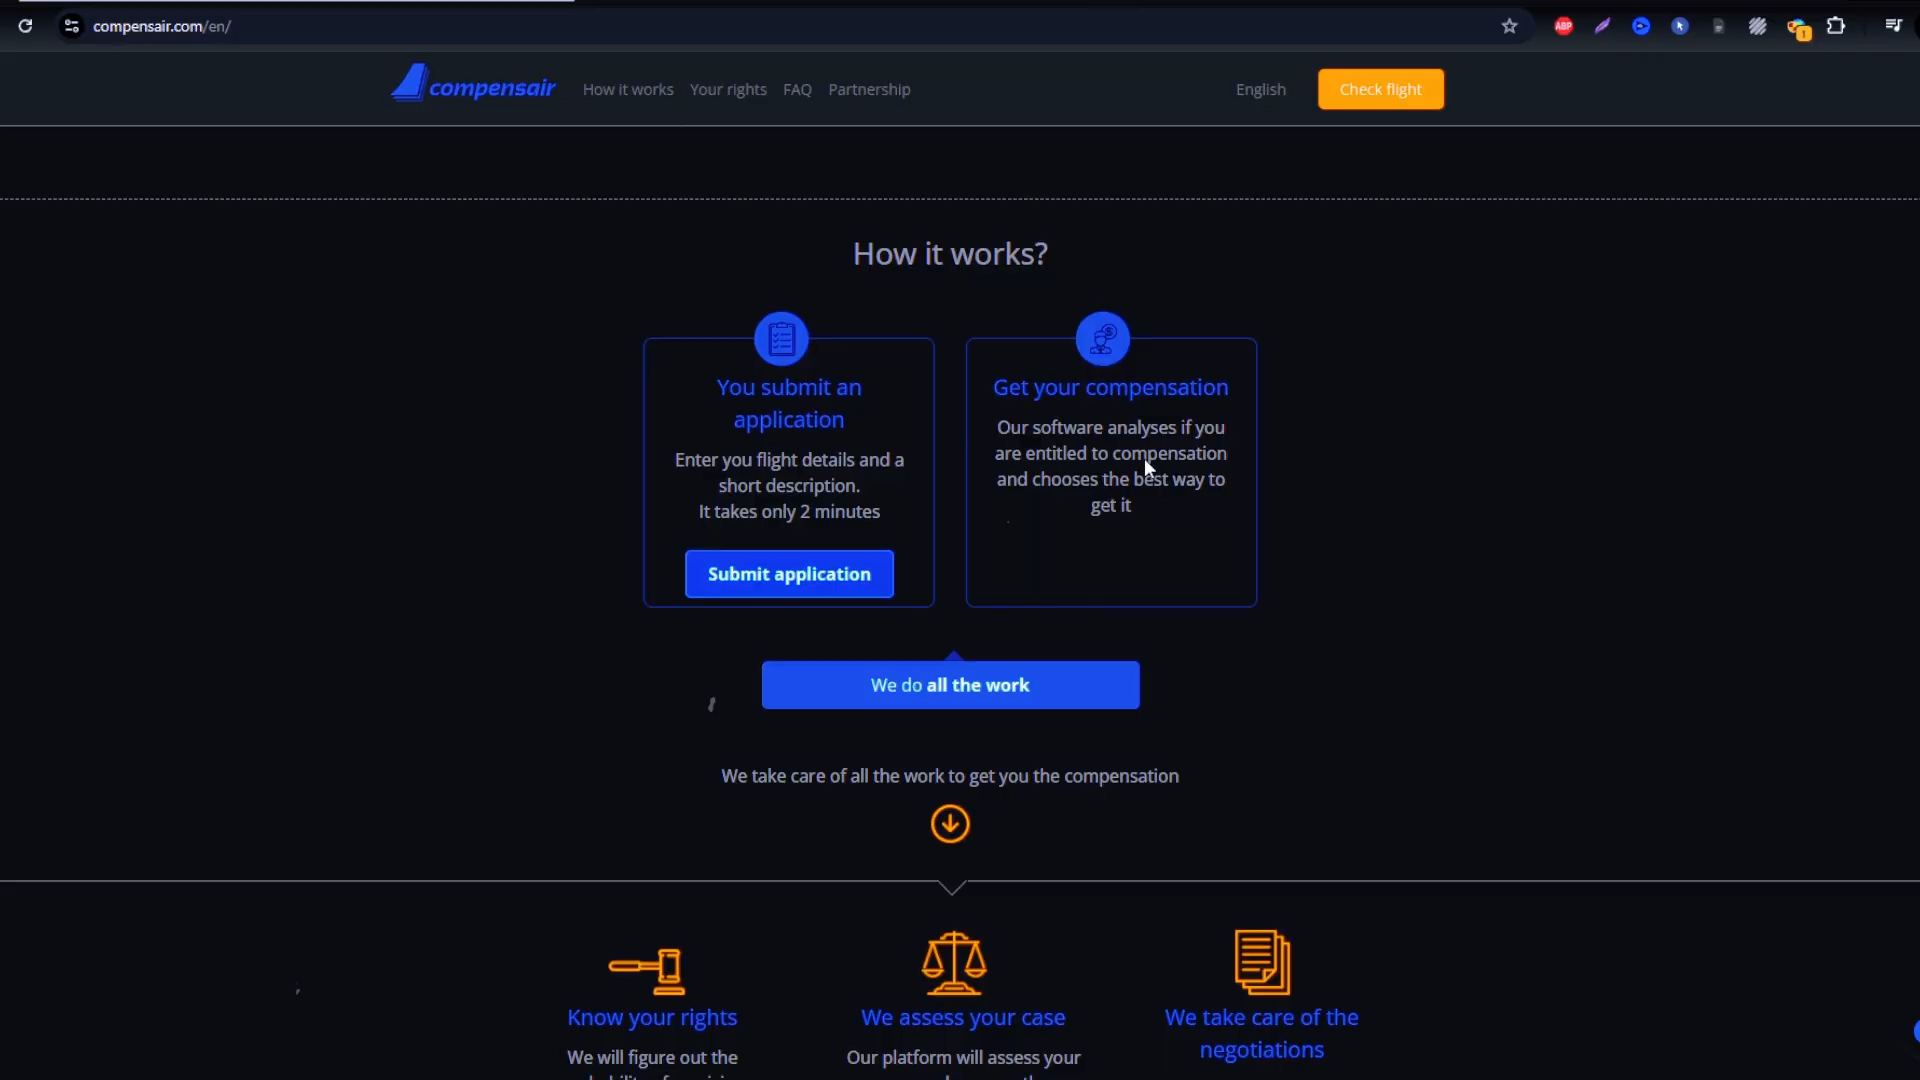 compensair.com/en/
ABP
1
compensair How it works Your rights FAQ Partnership English Check flight
How it works?
You submit an
application
Enter you flight details and a
short description.
It takes only 2 minutes
Submit application
Get your compensation
Our software analyses if you
are entitled to compensation
and chooses the best way to
get it
We do all the work
We take care of all the work to get you the compensation
Know your rights
We will figure out the
We assess your case
Our platform will assess your
We take care of the
negotiations